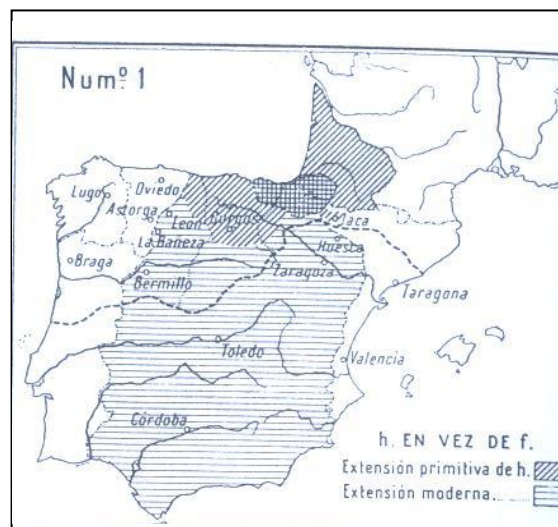 Numº 1
Lugo
Oviedo
Astorga
León
Burgos
Jaca
La Bañeza
Huesca
Braga
Bermillo
Zaragoza
Taragona
Toledo
Valencia
Córdoba
h. EN VEZ DE f.
Extensión primitiva de h.
Extensión moderna.